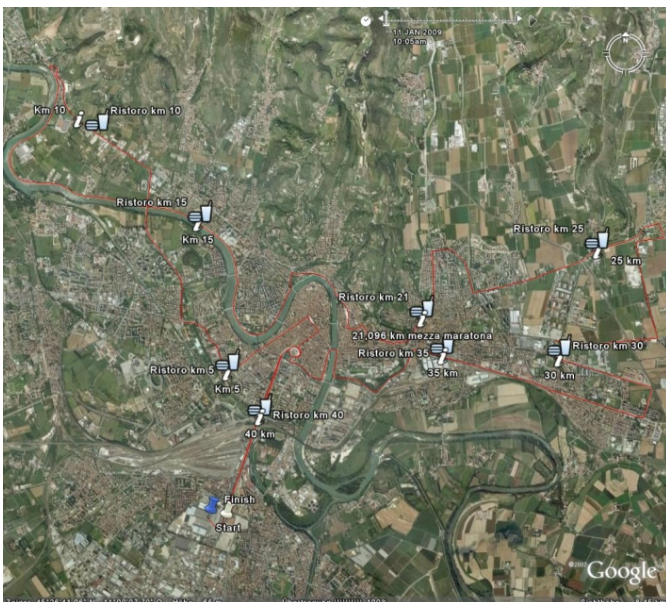 11 JAN 2009
10:05am
N
Km 10
Ristoro km 10
Ristoro km 15
Km 15
Ristoro km 25
25 km
Ristoro km 21
21,096 km mezza maratona
Ristoro km 35
35 km
Ristoro km 30
30 km
Ristoro km 5
Km 5
Ristoro km 40
40 km
Finish
Start
Google